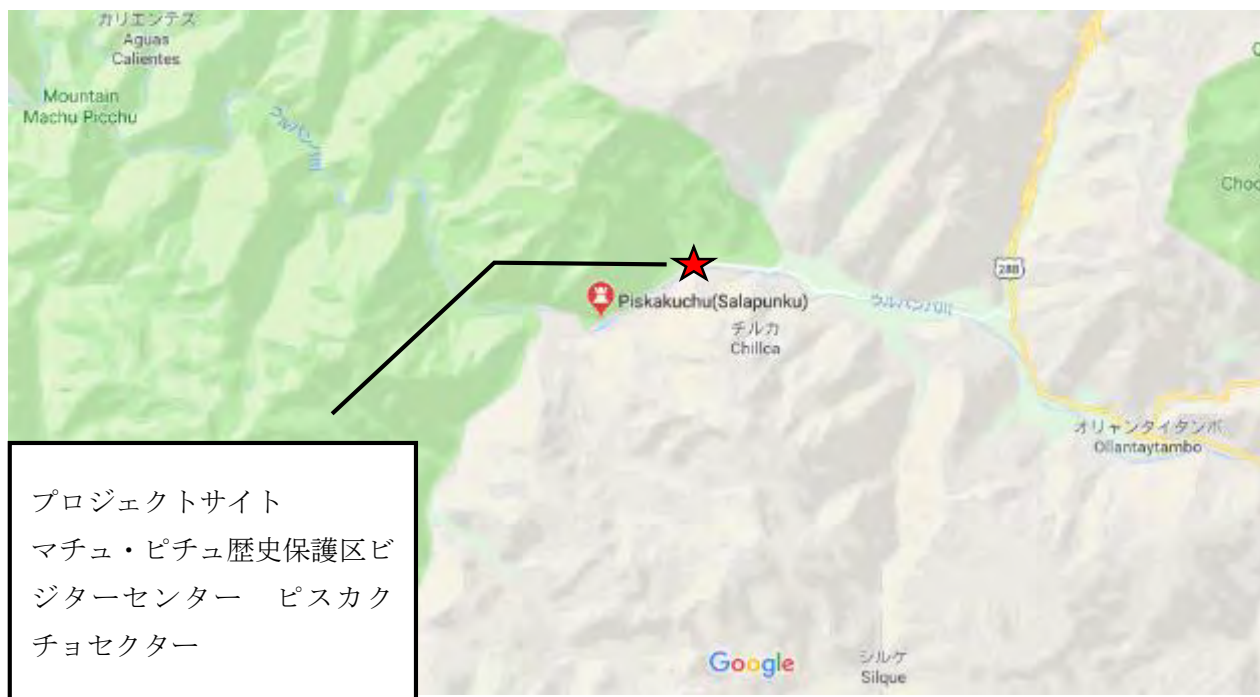 カリエンテス
Aguas
Calientes
Mountain
Machu Picchu
ウルバンバ川
Choc
288
Piskakuchu(Salapunku)
ウルバンバ川
チルカ
Chillca
オリャンタイタンボ
Ollantaytambo
プロジェクトサイト
マチュ・ピチュ歴史保護区ビ
ジターセンター　ピスカク
チョセクター
Google
シルケ
Silque